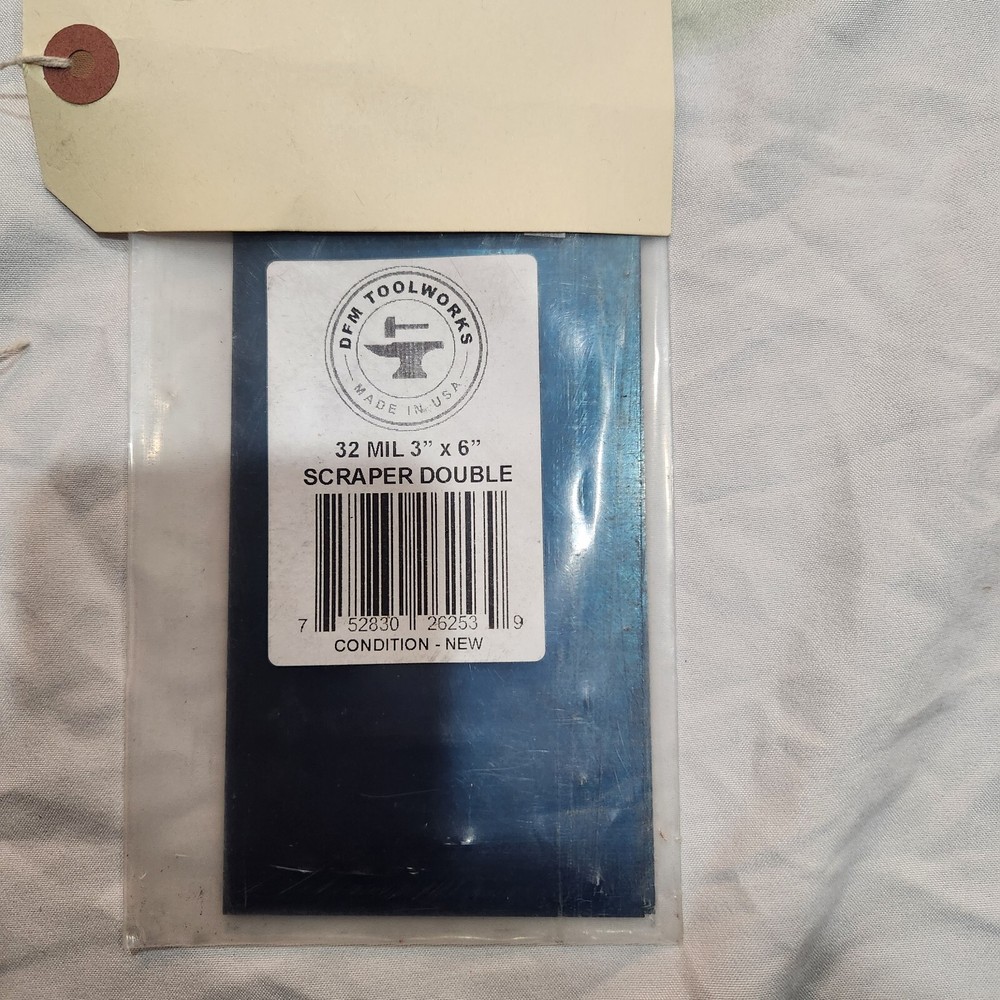 DFM TOOLWORKS
MADE IN USA
32 MIL 3” x 6”
SCRAPER DOUBLE
7 52830 26253 9
CONDITION - NEW